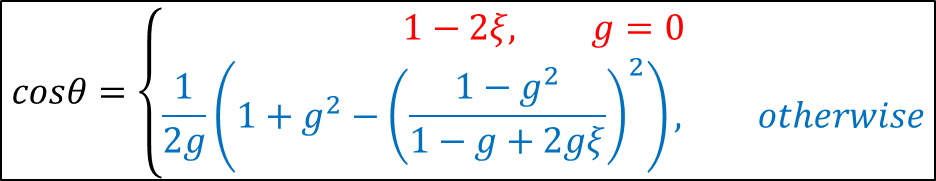 cosθ = { 1 − 2ξ, g = 0
1/2g (1 + g² − ((1 − g²)/(1 − g + 2gξ))²), otherwise